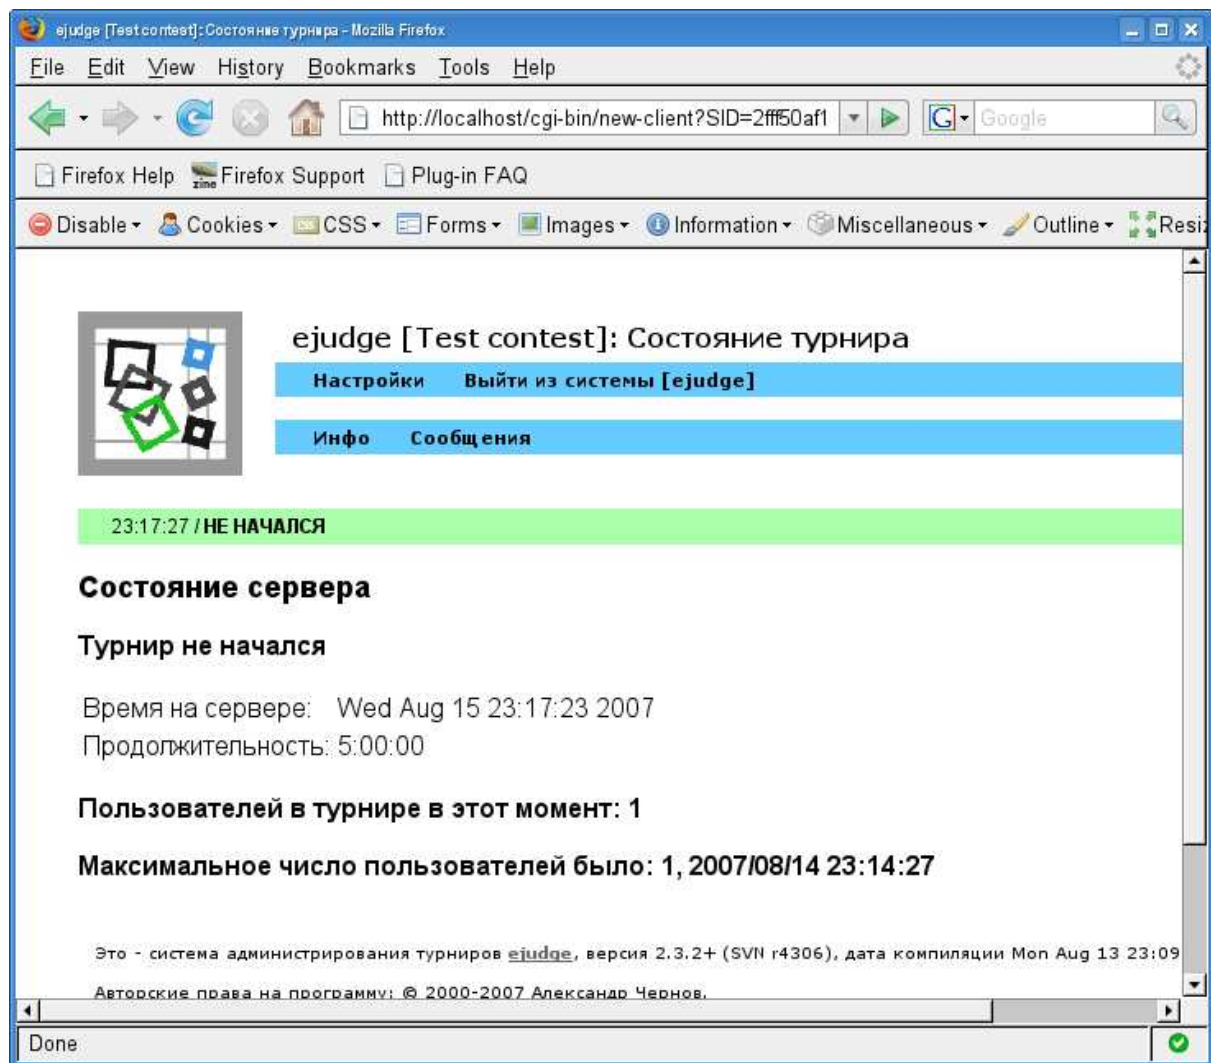 ejudge [Test contest]: Состояние турнира - Mozilla Firefox
File Edit View History Bookmarks Tools Help
http://localhost/cgi-bin/new-client?SID=2fff50af1 G Google
Firefox Help Firefox Support Plug-in FAQ
Disable Cookies CSS Forms Images Information Miscellaneous Outline Resiz
ejudge [Test contest]: Состояние турнира
Настройки Выйти из системы [ejudge]
Инфо Сообщения
23:17:27 / НЕ НАЧАЛСЯ
Состояние сервера
Турнир не начался
Время на сервере: Wed Aug 15 23:17:23 2007
Продолжительность: 5:00:00
Пользователей в турнире в этот момент: 1
Максимальное число пользователей было: 1, 2007/08/14 23:14:27
Это - система администрирования турниров ejudge, версия 2.3.2+ (SVN r4306), дата компиляции Mon Aug 13 23:09
Авторские права на программу: © 2000-2007 Александр Чернов.
Done